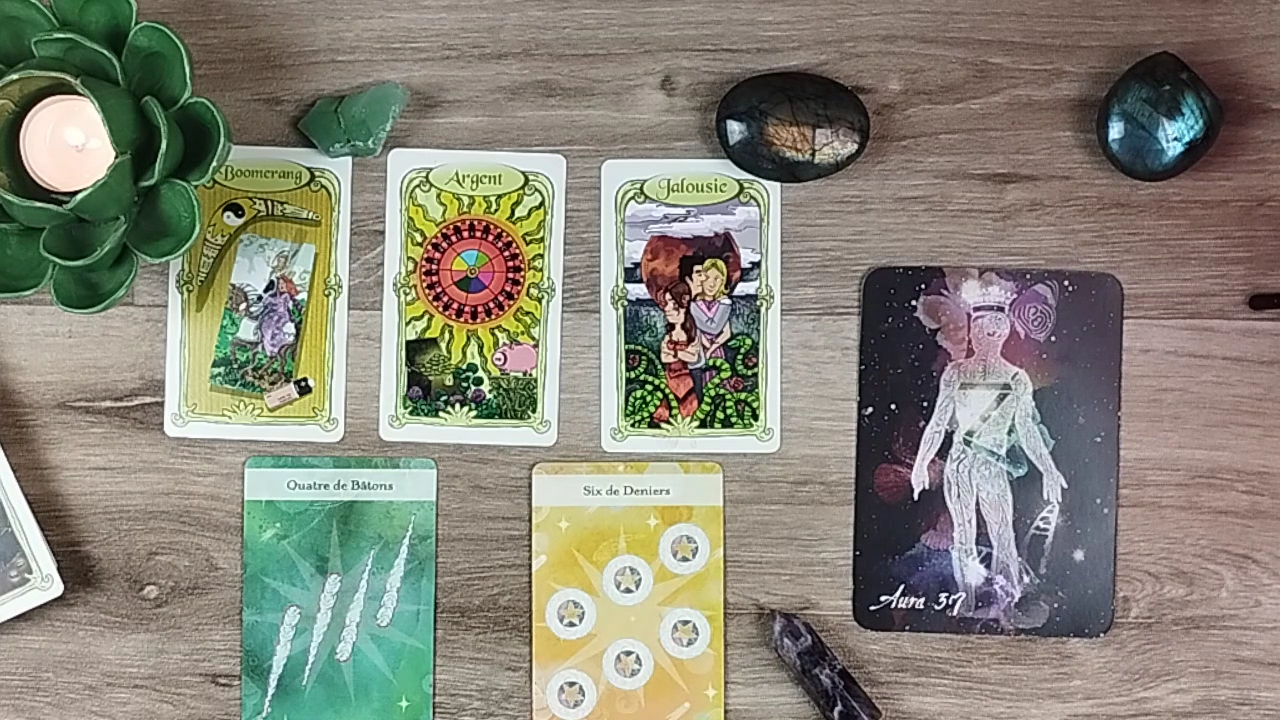 Boomerang
Argent
Jalousie
Quatre de Bâtons
Six de Deniers
Aura 37